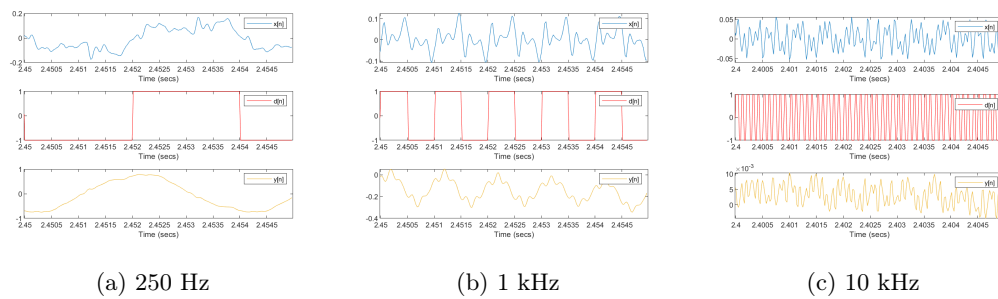 0.2
0
-0.2
x[n]
2.45 2.4505 2.451 2.4515 2.452 2.4525 2.453 2.4535 2.454 2.4545
Time (secs)
1
0
-1
d[n]
2.45 2.4505 2.451 2.4515 2.452 2.4525 2.453 2.4535 2.454 2.4545
Time (secs)
1
0
-1
y[n]
2.45 2.4505 2.451 2.4515 2.452 2.4525 2.453 2.4535 2.454 2.4545
Time (secs)
(a) 250 Hz
0.1
0
-0.1
x[n]
2.45 2.4505 2.451 2.4515 2.452 2.4525 2.453 2.4535 2.454 2.4545
Time (secs)
1
0
-1
d[n]
2.45 2.4505 2.451 2.4515 2.452 2.4525 2.453 2.4535 2.454 2.4545
Time (secs)
0
-0.2
-0.4
y[n]
2.45 2.4505 2.451 2.4515 2.452 2.4525 2.453 2.4535 2.454 2.4545
Time (secs)
(b) 1 kHz
0.05
0
-0.05
x[n]
2.4 2.4005 2.401 2.4015 2.402 2.4025 2.403 2.4035 2.404 2.4045
Time (secs)
1
0
-1
d[n]
2.4 2.4005 2.401 2.4015 2.402 2.4025 2.403 2.4035 2.404 2.4045
Time (secs)
× 10⁻³
10
5
0
y[n]
2.4 2.4005 2.401 2.4015 2.402 2.4025 2.403 2.4035 2.404 2.4045
Time (secs)
(c) 10 kHz